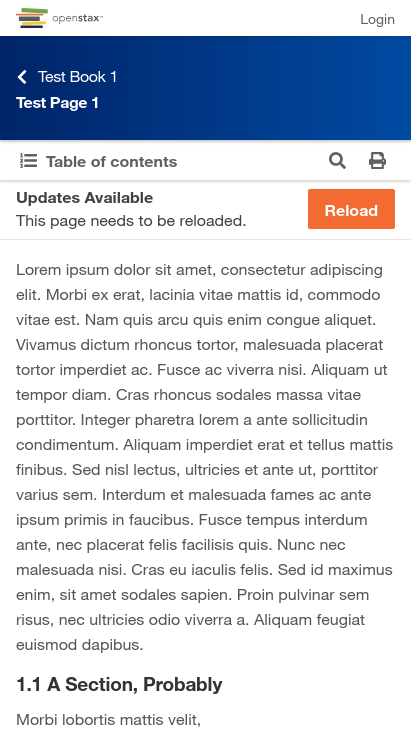 openstax™
Login
Test Book 1
Test Page 1
Table of contents
Updates Available
This page needs to be reloaded.
Reload
Lorem ipsum dolor sit amet, consectetur adipiscing
elit. Morbi ex erat, lacinia vitae mattis id, commodo
vitae est. Nam quis arcu quis enim congue aliquet.
Vivamus dictum rhoncus tortor, malesuada placerat
tortor imperdiet ac. Fusce ac viverra nisi. Aliquam ut
tempor diam. Cras rhoncus sodales massa vitae
porttitor. Integer pharetra lorem a ante sollicitudin
condimentum. Aliquam imperdiet erat et tellus mattis
finibus. Sed nisl lectus, ultricies et ante ut, porttitor
varius sem. Interdum et malesuada fames ac ante
ipsum primis in faucibus. Fusce tempus interdum
ante, nec placerat felis facilisis quis. Nunc nec
malesuada nisi. Cras eu iaculis felis. Sed id maximus
enim, sit amet sodales sapien. Proin pulvinar sem
risus, nec ultricies odio viverra a. Aliquam feugiat
euismod dapibus.
1.1 A Section, Probably
Morbi lobortis mattis velit,